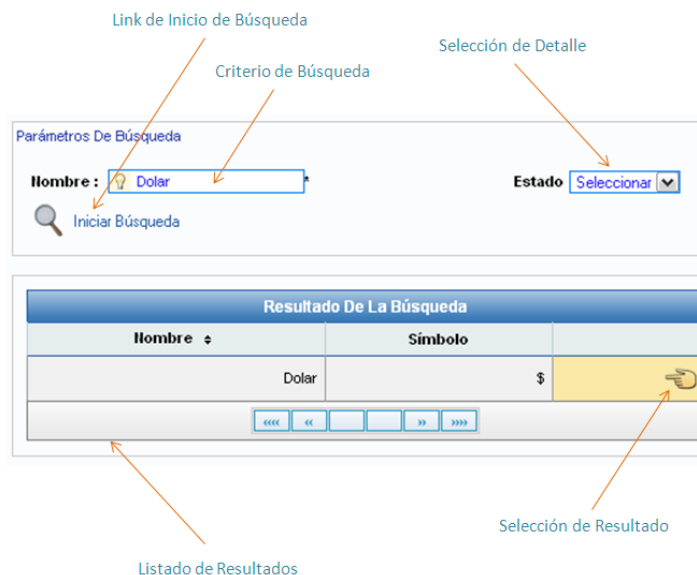 Link de Inicio de Búsqueda
Selección de Detalle
Criterio de Búsqueda
Parámetros De Búsqueda
Nombre : Dolar * Estado Seleccionar
Iniciar Búsqueda
Resultado De La Búsqueda
Nombre Símbolo
Dolar $
«« « » »»
Selección de Resultado
Listado de Resultados